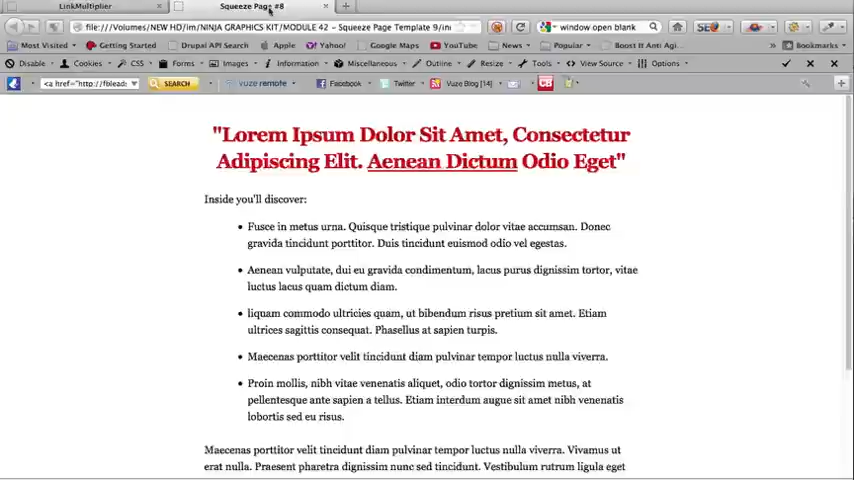 LinkMultiplier
Squeeze Page #8
file:///Volumes/NEW HD/im/NINJA GRAPHICS KIT/MODULE 42 – Squeeze Page Template 9/in
window open blank
Most Visited
Getting Started
Drupal API Search
Apple
Yahoo!
Google Maps
YouTube
News
Popular
Boost It Anti Agi...
Bookmarks
Disable
Cookies
CSS
Forms
Images
Information
Miscellaneous
Outline
Resize
Tools
View Source
Options
<a href="http://fbleads
SEARCH
vuze remote
Facebook
Twitter
Vuze Blog [14]
CB
"Lorem Ipsum Dolor Sit Amet, Consectetur
Adipiscing Elit. Aenean Dictum Odio Eget"
Inside you'll discover:
• Fusce in metus urna. Quisque tristique pulvinar dolor vitae accumsan. Donec
gravida tincidunt porttitor. Duis tincidunt euismod odio vel egestas.
• Aenean vulputate, dui eu gravida condimentum, lacus purus dignissim tortor, vitae
luctus lacus quam dictum diam.
• liquam commodo ultricies quam, ut bibendum risus pretium sit amet. Etiam
ultrices sagittis consequat. Phasellus at sapien turpis.
• Maecenas porttitor velit tincidunt diam pulvinar tempor luctus nulla viverra.
• Proin mollis, nibh vitae venenatis aliquet, odio tortor dignissim metus, at
pellentesque ante sapien a tellus. Etiam interdum augue sit amet nibh venenatis
lobortis sed eu risus.
Maecenas porttitor velit tincidunt diam pulvinar tempor luctus nulla viverra. Vivamus ut
erat nulla. Praesent pharetra dignissim nunc sed tincidunt. Vestibulum rutrum ligula eget